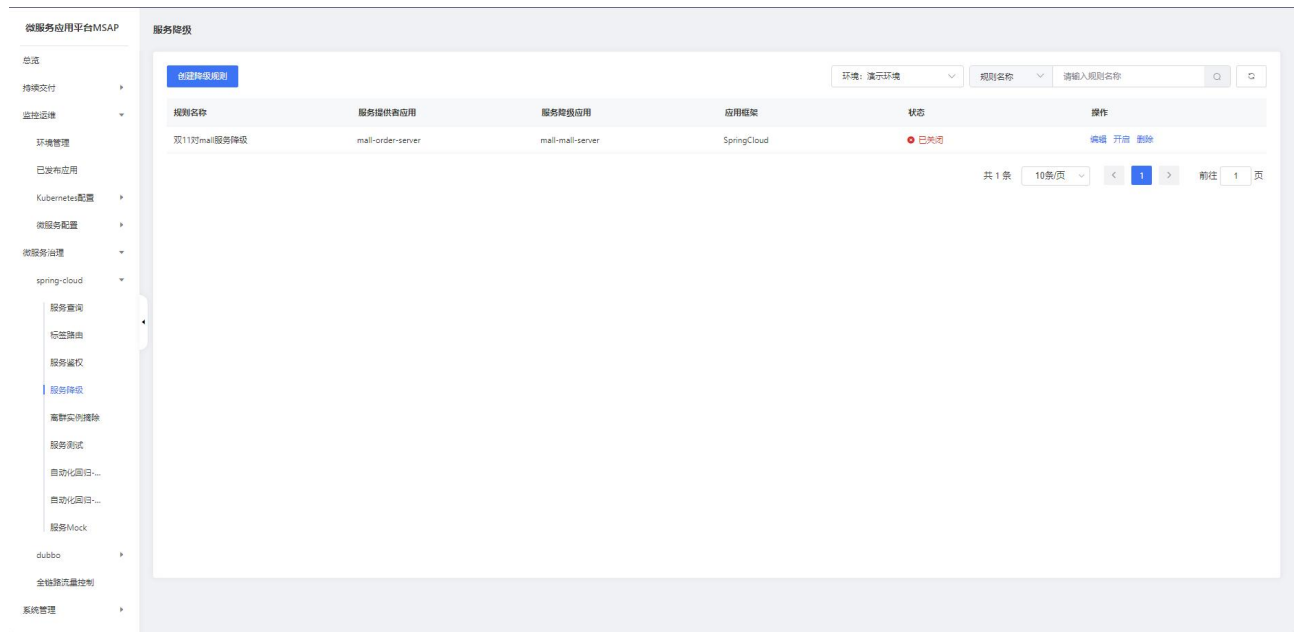 微服务应用平台MSAP
总览
持续交付
监控运维
环境管理
已发布应用
Kubernetes配置
微服务配置
微服务治理
spring-cloud
服务查询
标签路由
服务鉴权
服务降级
离群实例摘除
服务测试
自动化回归-...
自动化回归-...
服务Mock
dubbo
全链路流量控制
系统管理
服务降级
创建降级规则 环境：演示环境 规则名称 请输入规则名称
规则名称 服务提供者应用 服务降级应用 应用框架 状态 操作
双11对mall服务降级 mall-order-server mall-mall-server SpringCloud 已关闭 编辑 开启 删除
共 1 条 10条/页 < 1 > 前往 1 页